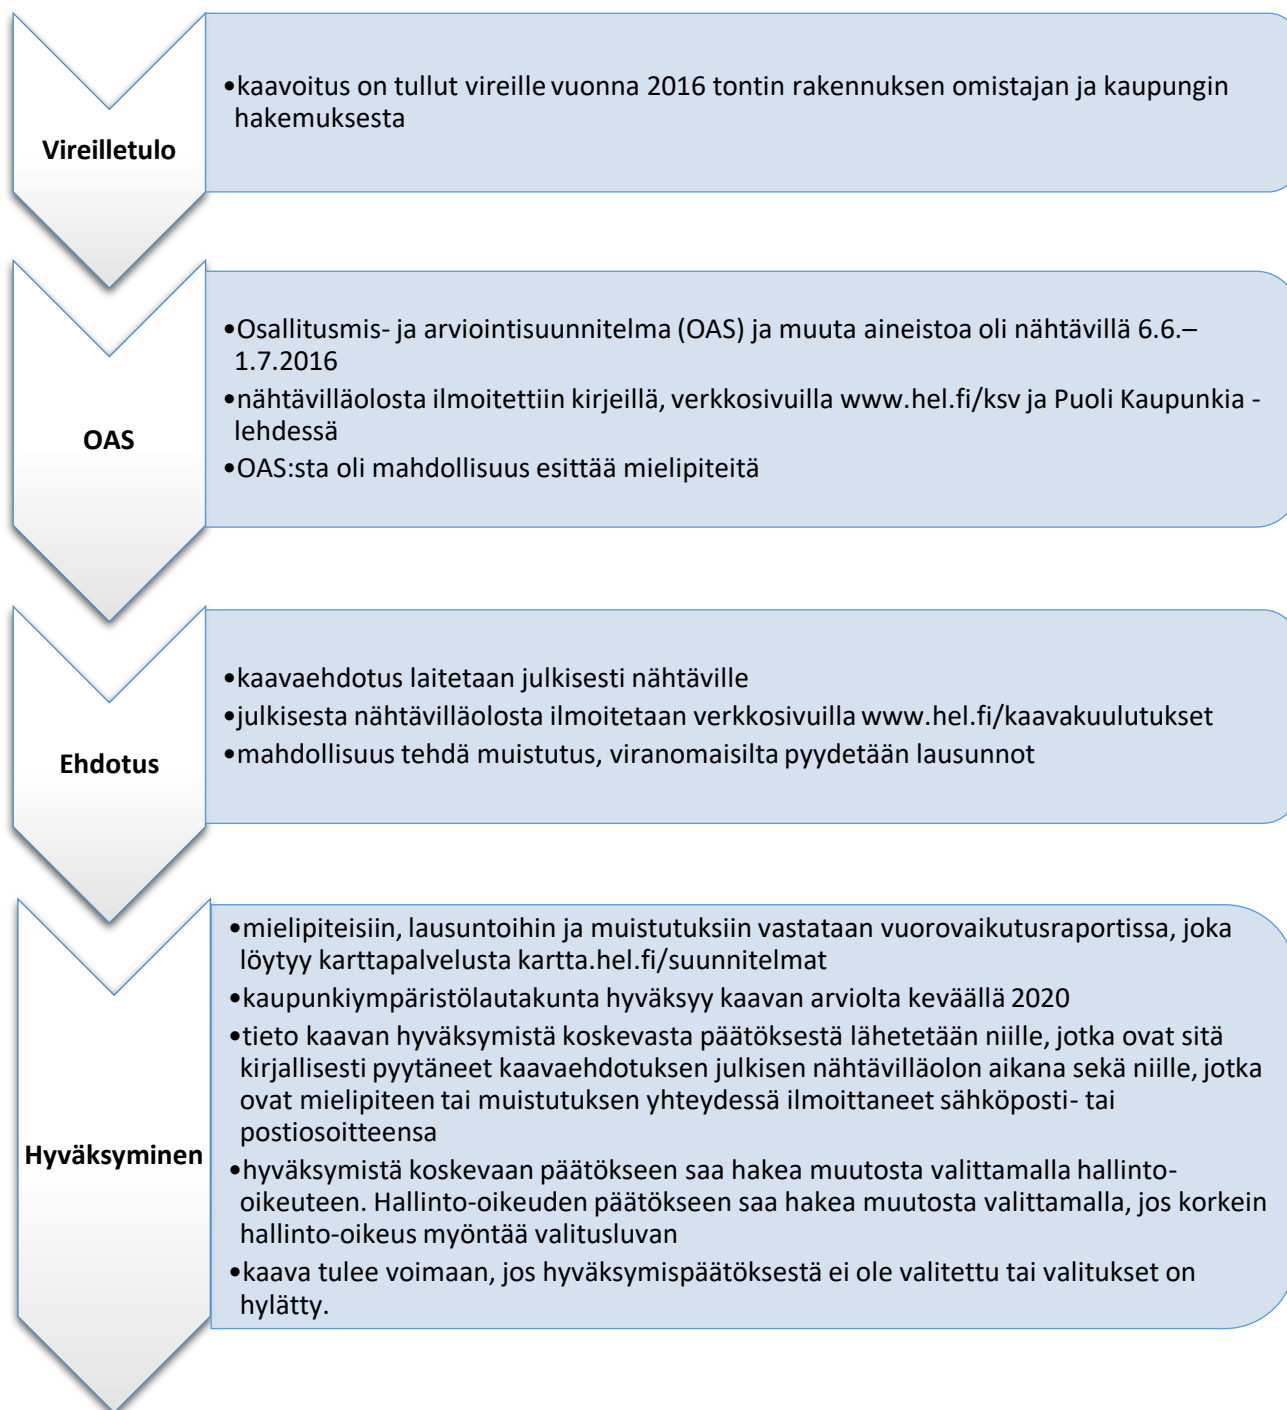 Vireilletulo
•kaavoitus on tullut vireille vuonna 2016 tontin rakennuksen omistajan ja kaupungin
hakemuksesta
OAS
•Osallitusmis- ja arviointisuunnitelma (OAS) ja muuta aineistoa oli nähtävillä 6.6.–
1.7.2016
•nähtävilläolosta ilmoitettiin kirjeillä, verkkosivuilla www.hel.fi/ksv ja Puoli Kaupunkia -
lehdessä
•OAS:sta oli mahdollisuus esittää mielipiteitä
Ehdotus
•kaavaehdotus laitetaan julkisesti nähtäville
•julkisesta nähtävilläolosta ilmoitetaan verkkosivuilla www.hel.fi/kaavakuulutukset
•mahdollisuus tehdä muistutus, viranomaisilta pyydetään lausunnot
Hyväksyminen
•mielipiteisiin, lausuntoihin ja muistutuksiin vastataan vuorovaikutusraportissa, joka
löytyy karttapalvelusta kartta.hel.fi/suunnitelmat
•kaupunkiympäristölautakunta hyväksyy kaavan arviolta keväällä 2020
•tieto kaavan hyväksymistä koskevasta päätöksestä lähetetään niille, jotka ovat sitä
kirjallisesti pyytäneet kaavaehdotuksen julkisen nähtävilläolon aikana sekä niille, jotka
ovat mielipiteen tai muistutuksen yhteydessä ilmoittaneet sähköposti- tai
postiosoitteensa
•hyväksymistä koskevaan päätökseen saa hakea muutosta valittamalla hallinto-
oikeuteen. Hallinto-oikeuden päätökseen saa hakea muutosta valittamalla, jos korkein
hallinto-oikeus myöntää valitusluvan
•kaava tulee voimaan, jos hyväksymispäätöksestä ei ole valitettu tai valitukset on
hylätty.